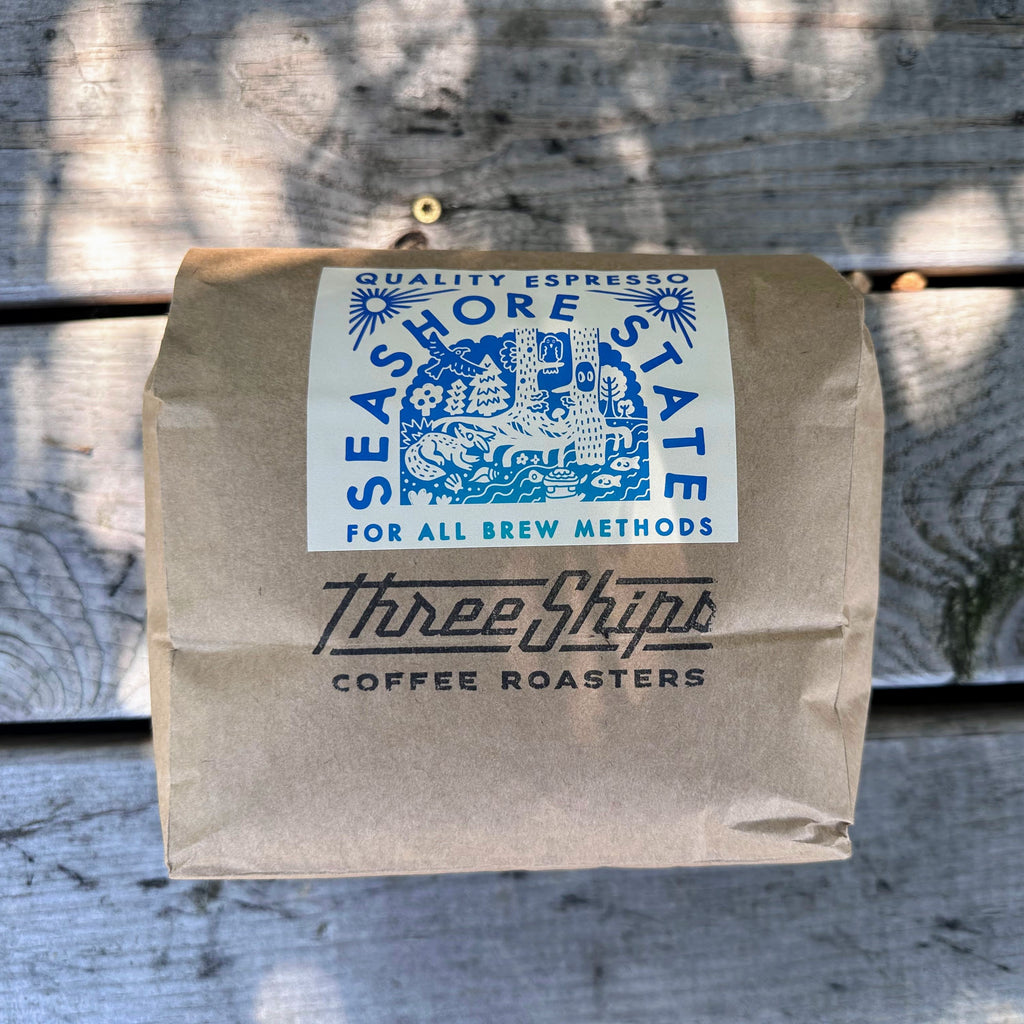 QUALITY ESPRESSO
SEASHORE STATE
FOR ALL BREW METHODS
Three Ships
COFFEE ROASTERS